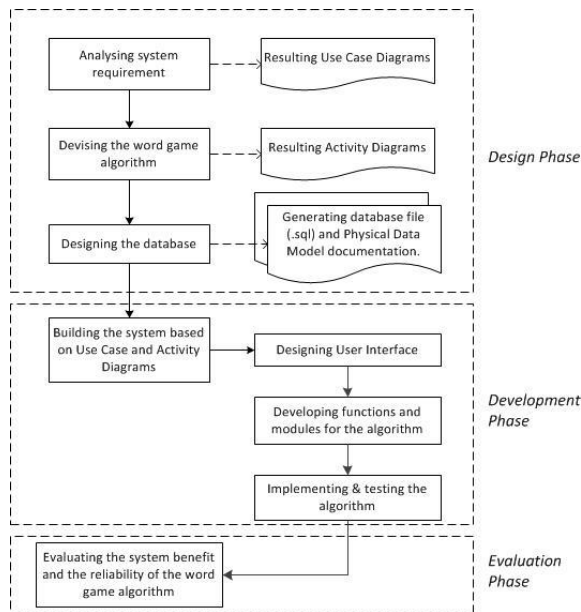 Analysing system
requirement
Resulting Use Case Diagrams
Devising the word game
algorithm
Resulting Activity Diagrams
Design Phase
Designing the database
Generating database file
(.sql) and Physical Data
Model documentation.
Building the system based
on Use Case and Activity
Diagrams
Designing User Interface
Developing functions and
modules for the algorithm
Development
Phase
Implementing & testing the
algorithm
Evaluating the system benefit
and the reliability of the word
game algorithm
Evaluation
Phase